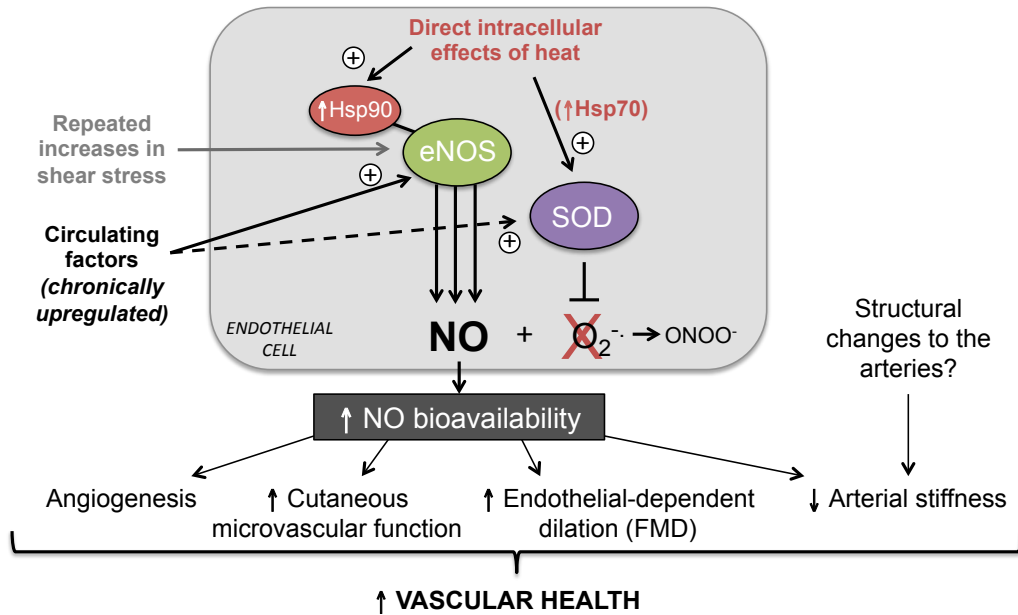 Direct intracellular
effects of heat
+
↑Hsp90
(↑Hsp70)
Repeated
increases in
shear stress
eNOS
+
+
SOD
+
Circulating
factors
(chronically
upregulated)
ENDOTHELIAL
CELL
NO + O₂⁻· → ONOO⁻
Structural
changes to the
arteries?
↑ NO bioavailability
Angiogenesis
↑ Cutaneous
microvascular function
↑ Endothelial-dependent
dilation (FMD)
↓ Arterial stiffness
↑ VASCULAR HEALTH